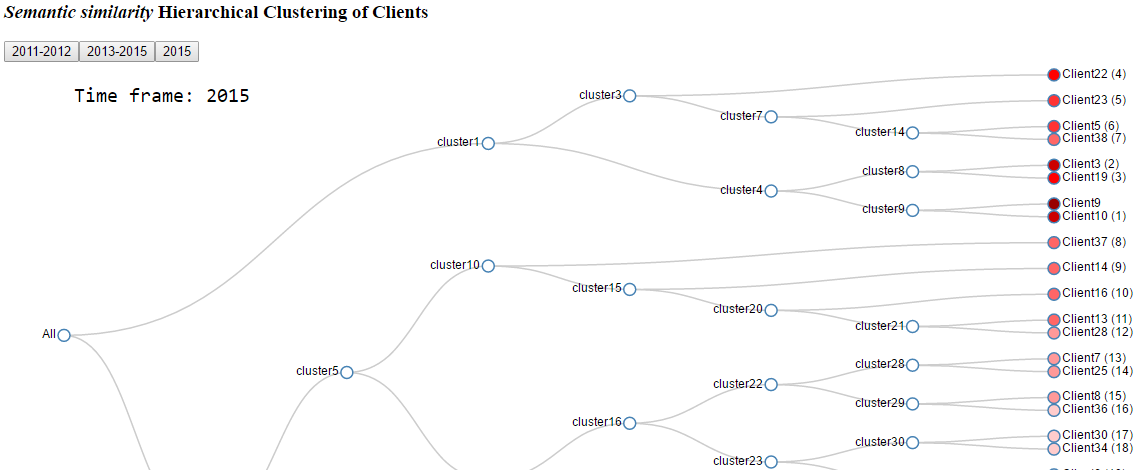 Semantic similarity Hierarchical Clustering of Clients
2011-2012 2013-2015 2015
Time frame: 2015
Client22 (4)
cluster3
Client23 (5)
cluster7
Client5 (6)
cluster14
Client38 (7)
cluster1
Client3 (2)
cluster8
Client19 (3)
cluster4
Client9
cluster9
Client10 (1)
Client37 (8)
cluster10
Client14 (9)
cluster15
Client16 (10)
cluster20
Client13 (11)
cluster21
Client28 (12)
All
Client7 (13)
cluster28
Client25 (14)
cluster5
cluster22
Client8 (15)
cluster29
Client36 (16)
cluster16
Client30 (17)
cluster30
Client34 (18)
cluster23